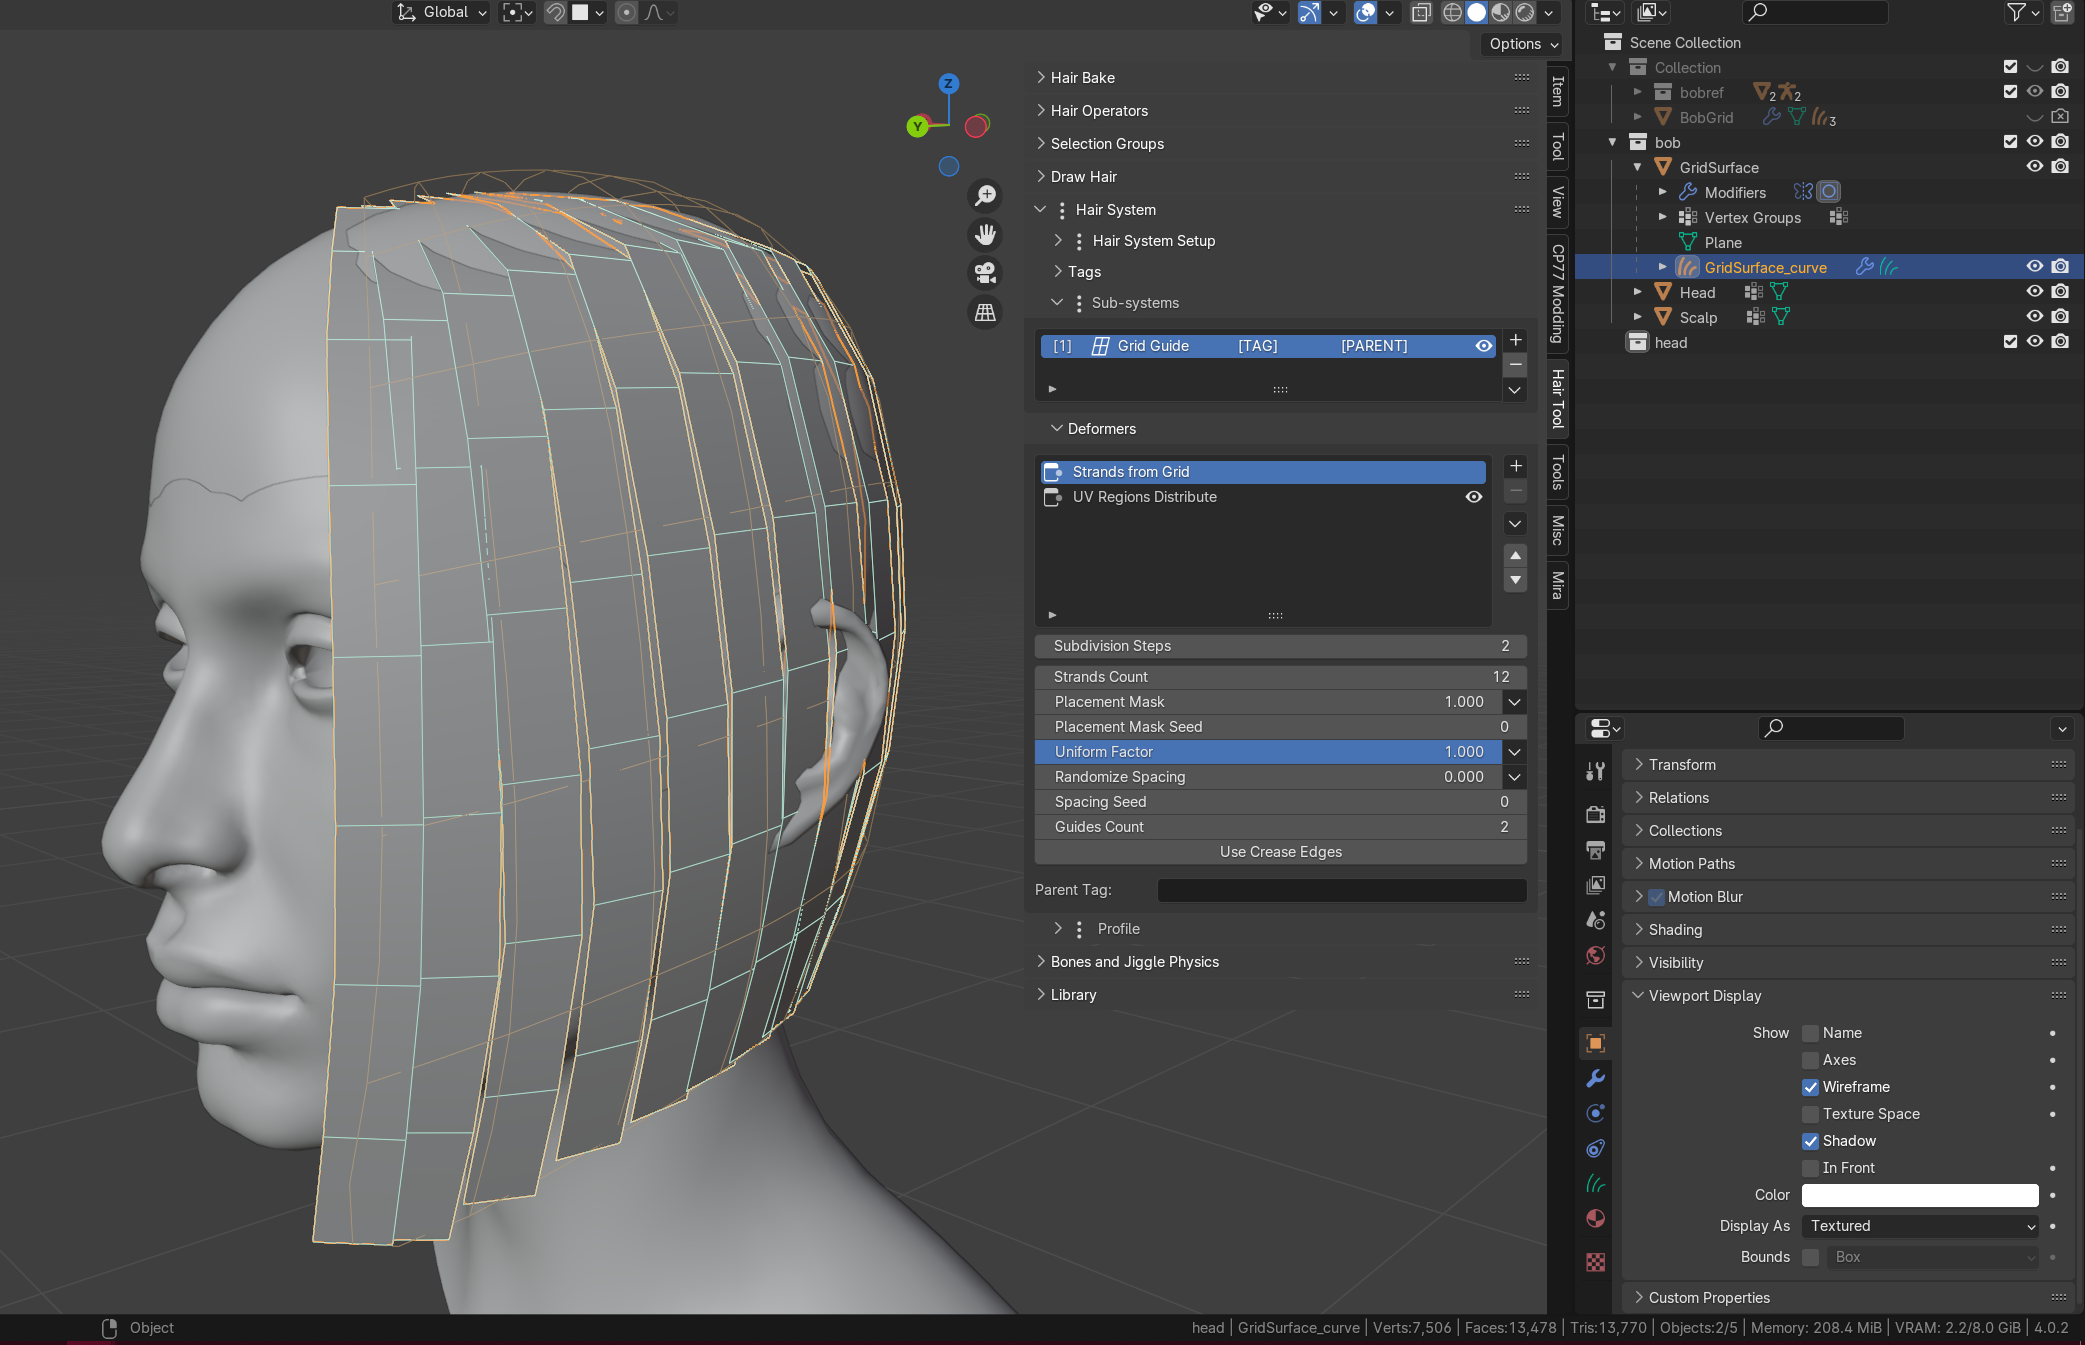 Global
Options
Z
Y
Hair Bake
Hair Operators
Selection Groups
Draw Hair
Hair System
Hair System Setup
Tags
Sub-systems
[1] Grid Guide [TAG] [PARENT]
Deformers
Strands from Grid
UV Regions Distribute
Subdivision Steps 2
Strands Count 12
Placement Mask 1.000
Placement Mask Seed 0
Uniform Factor 1.000
Randomize Spacing 0.000
Spacing Seed 0
Guides Count 2
Use Crease Edges
Parent Tag:
Profile
Bones and Jiggle Physics
Library
Item
Tool
View
CP77 Modding
Hair Tool
Tools
Misc
Mira
Scene Collection
Collection
bobref 2 2
BobGrid 3
bob
GridSurface
Modifiers
Vertex Groups
Plane
GridSurface_curve
Head
Scalp
head
Transform
Relations
Collections
Motion Paths
Motion Blur
Shading
Visibility
Viewport Display
Show Name
Axes
Wireframe
Texture Space
Shadow
In Front
Color
Display As Textured
Bounds Box
Custom Properties
Object
head | GridSurface_curve | Verts:7,506 | Faces:13,478 | Tris:13,770 | Objects:2/5 | Memory: 208.4 MiB | VRAM: 2.2/8.0 GiB | 4.0.2